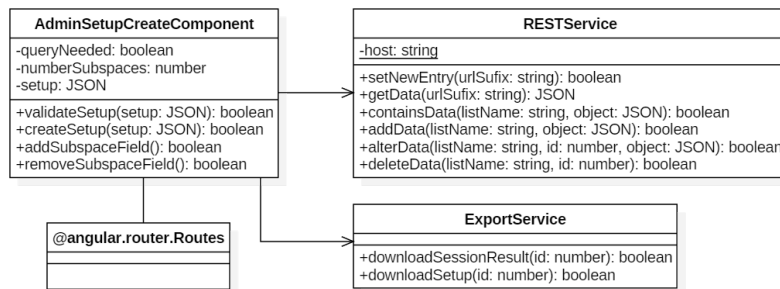 AdminSetupCreateComponent
-queryNeeded: boolean
-numberSubspaces: number
-setup: JSON
+validateSetup(setup: JSON): boolean
+createSetup(setup: JSON): boolean
+addSubspaceField(): boolean
+removeSubspaceField(): boolean
RESTService
-host: string
+setNewEntry(urlSufix: string): boolean
+getData(urlSufix: string): JSON
+containsData(listName: string, object: JSON): boolean
+addData(listName: string, object: JSON): boolean
+alterData(listName: string, id: number, object: JSON): boolean
+deleteData(listName: string, id: number): boolean
@angular.router.Routes
ExportService
+downloadSessionResult(id: number): boolean
+downloadSetup(id: number): boolean